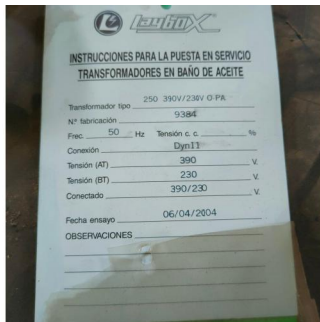 LayboX
INSTRUCCIONES PARA LA PUESTA EN SERVICIO
TRANSFORMADORES EN BAÑO DE ACEITE
Transformador tipo 250 390V/230V O-PA
Nº fabricación 9384
Frec. 50 Hz Tensión c. c. %
Conexión Dyn11
Tensión (AT) 390 V.
Tensión (BT) 230 V.
Conectado 390/230 V.
Fecha ensayo 06/04/2004
OBSERVACIONES